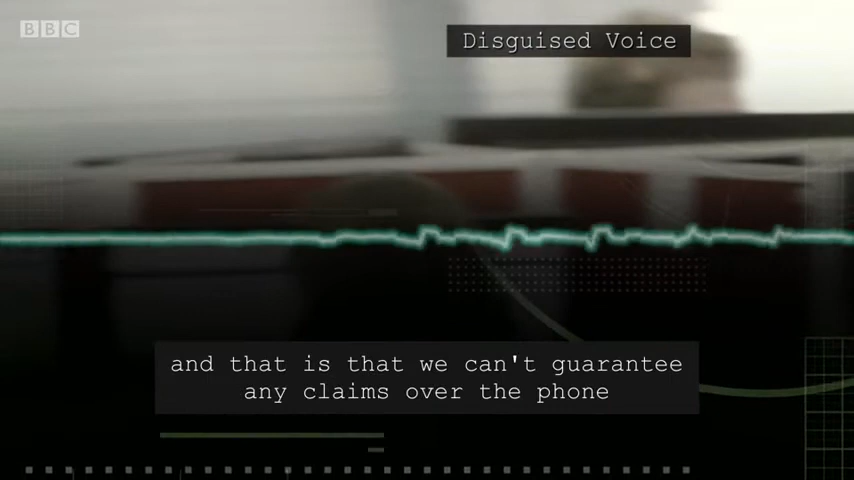 BBC
Disguised Voice
and that is that we can't guarantee
any claims over the phone